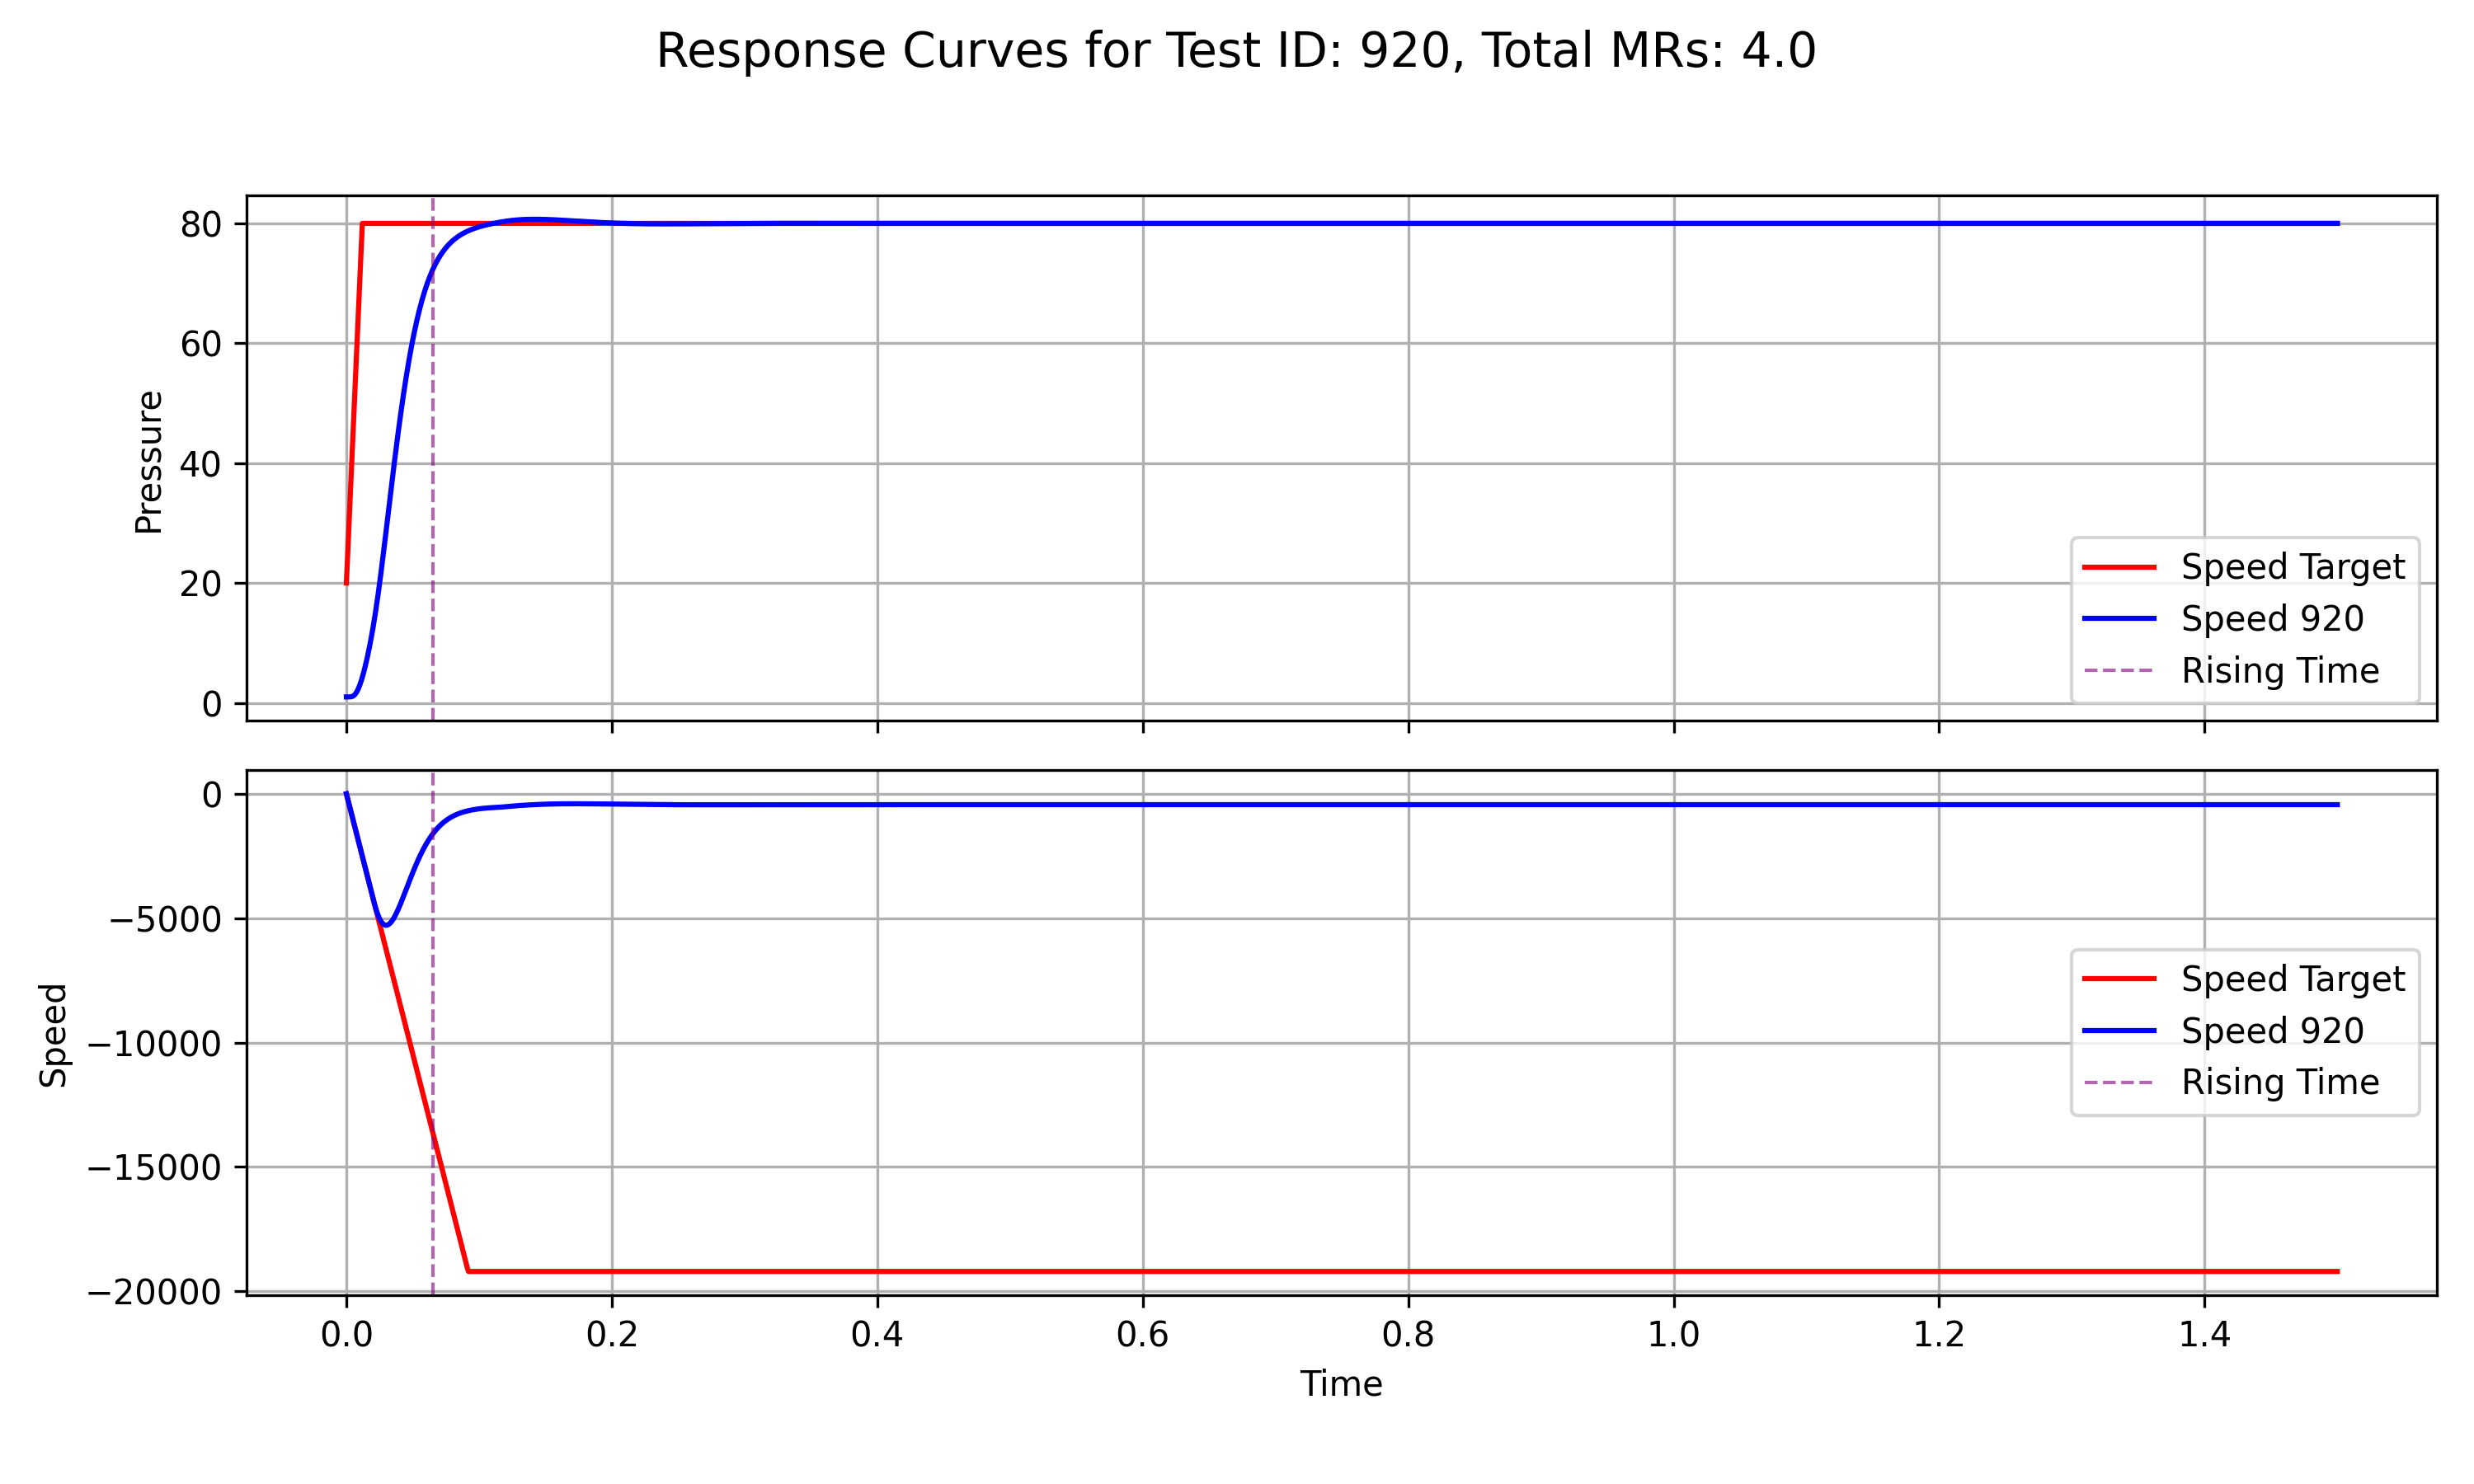 Response Curves for Test ID: 920, Total MRs: 4.0
80
60
40
20
0
Pressure
Speed Target
Speed 920
Rising Time
0
−5000
−10000
−15000
−20000
Speed
Speed Target
Speed 920
Rising Time
0.0 0.2 0.4 0.6 0.8 1.0 1.2 1.4
Time